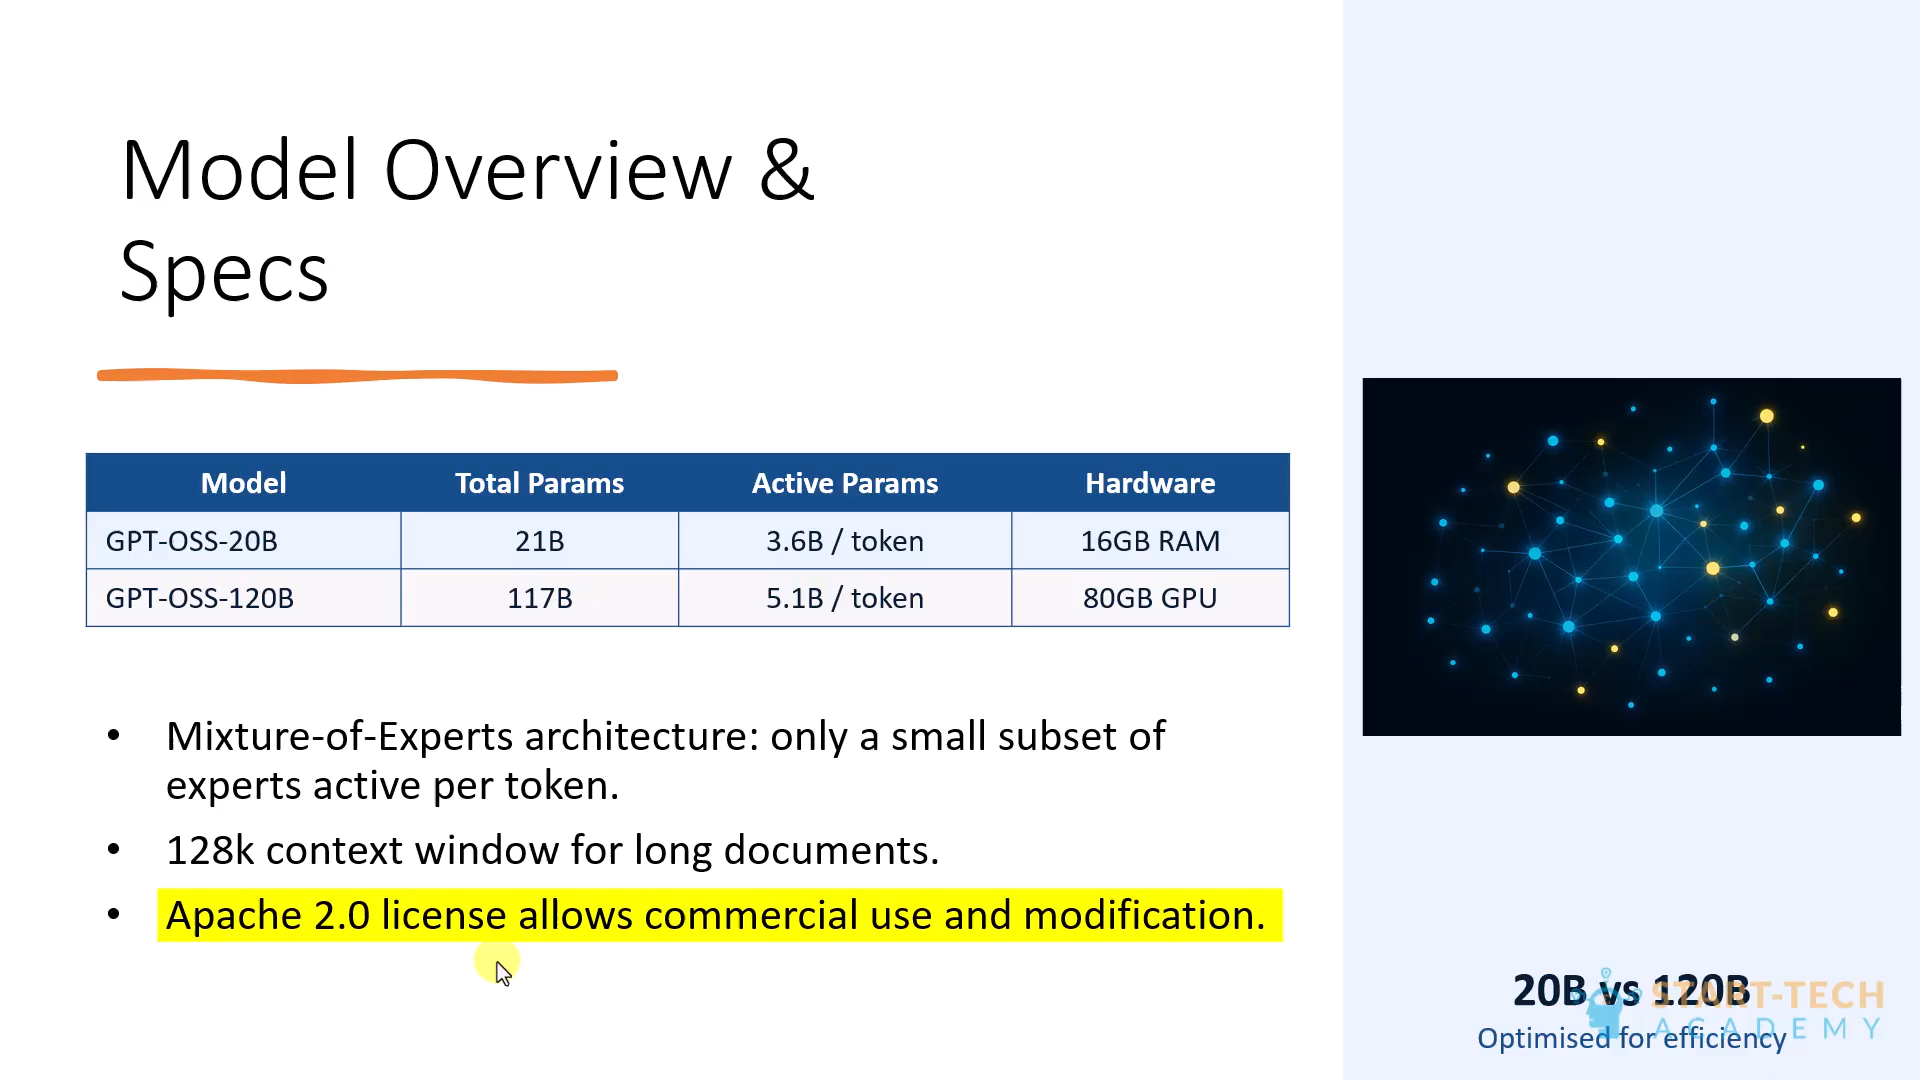 Model Overview &
Specs
Model Total Params Active Params Hardware
GPT-OSS-20B 21B 3.6B / token 16GB RAM
GPT-OSS-120B 117B 5.1B / token 80GB GPU
• Mixture-of-Experts architecture: only a small subset of
experts active per token.
• 128k context window for long documents.
• Apache 2.0 license allows commercial use and modification.
20B vs 120B
Optimised for efficiency
START-TECH
ACADEMY